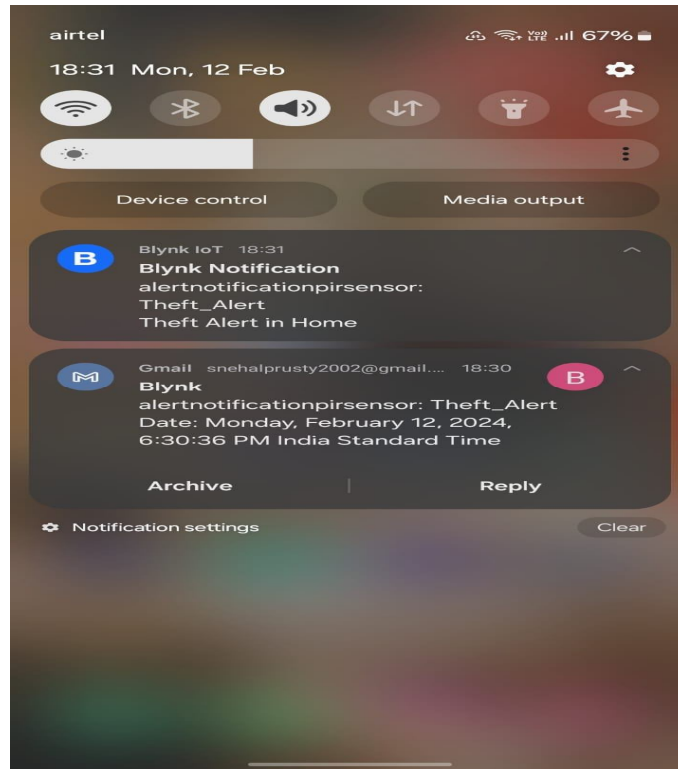 airtel
Vo)) LTE 67%
18:31 Mon, 12 Feb
Device control
Media output
B
Blynk IoT 18:31
Blynk Notification
alertnotificationpirsensor:
Theft_Alert
Theft Alert in Home
Gmail snehalprusty2002@gmail.... 18:30
B
Blynk
alertnotificationpirsensor: Theft_Alert
Date: Monday, February 12, 2024,
6:30:36 PM India Standard Time
Archive
Reply
Notification settings
Clear